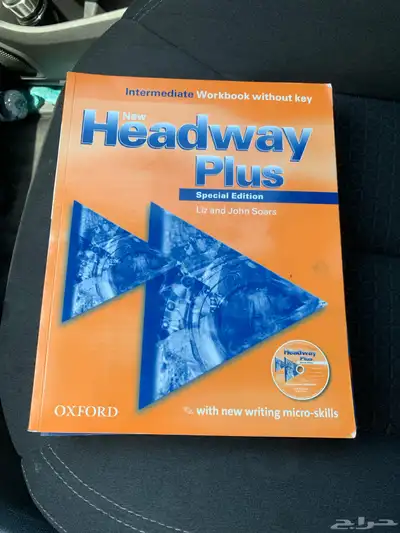 Intermediate Workbook without key
New
Headway
Plus
Special Edition
Liz and John Soars
Headway
Plus
OXFORD
with new writing micro-skills
حراج